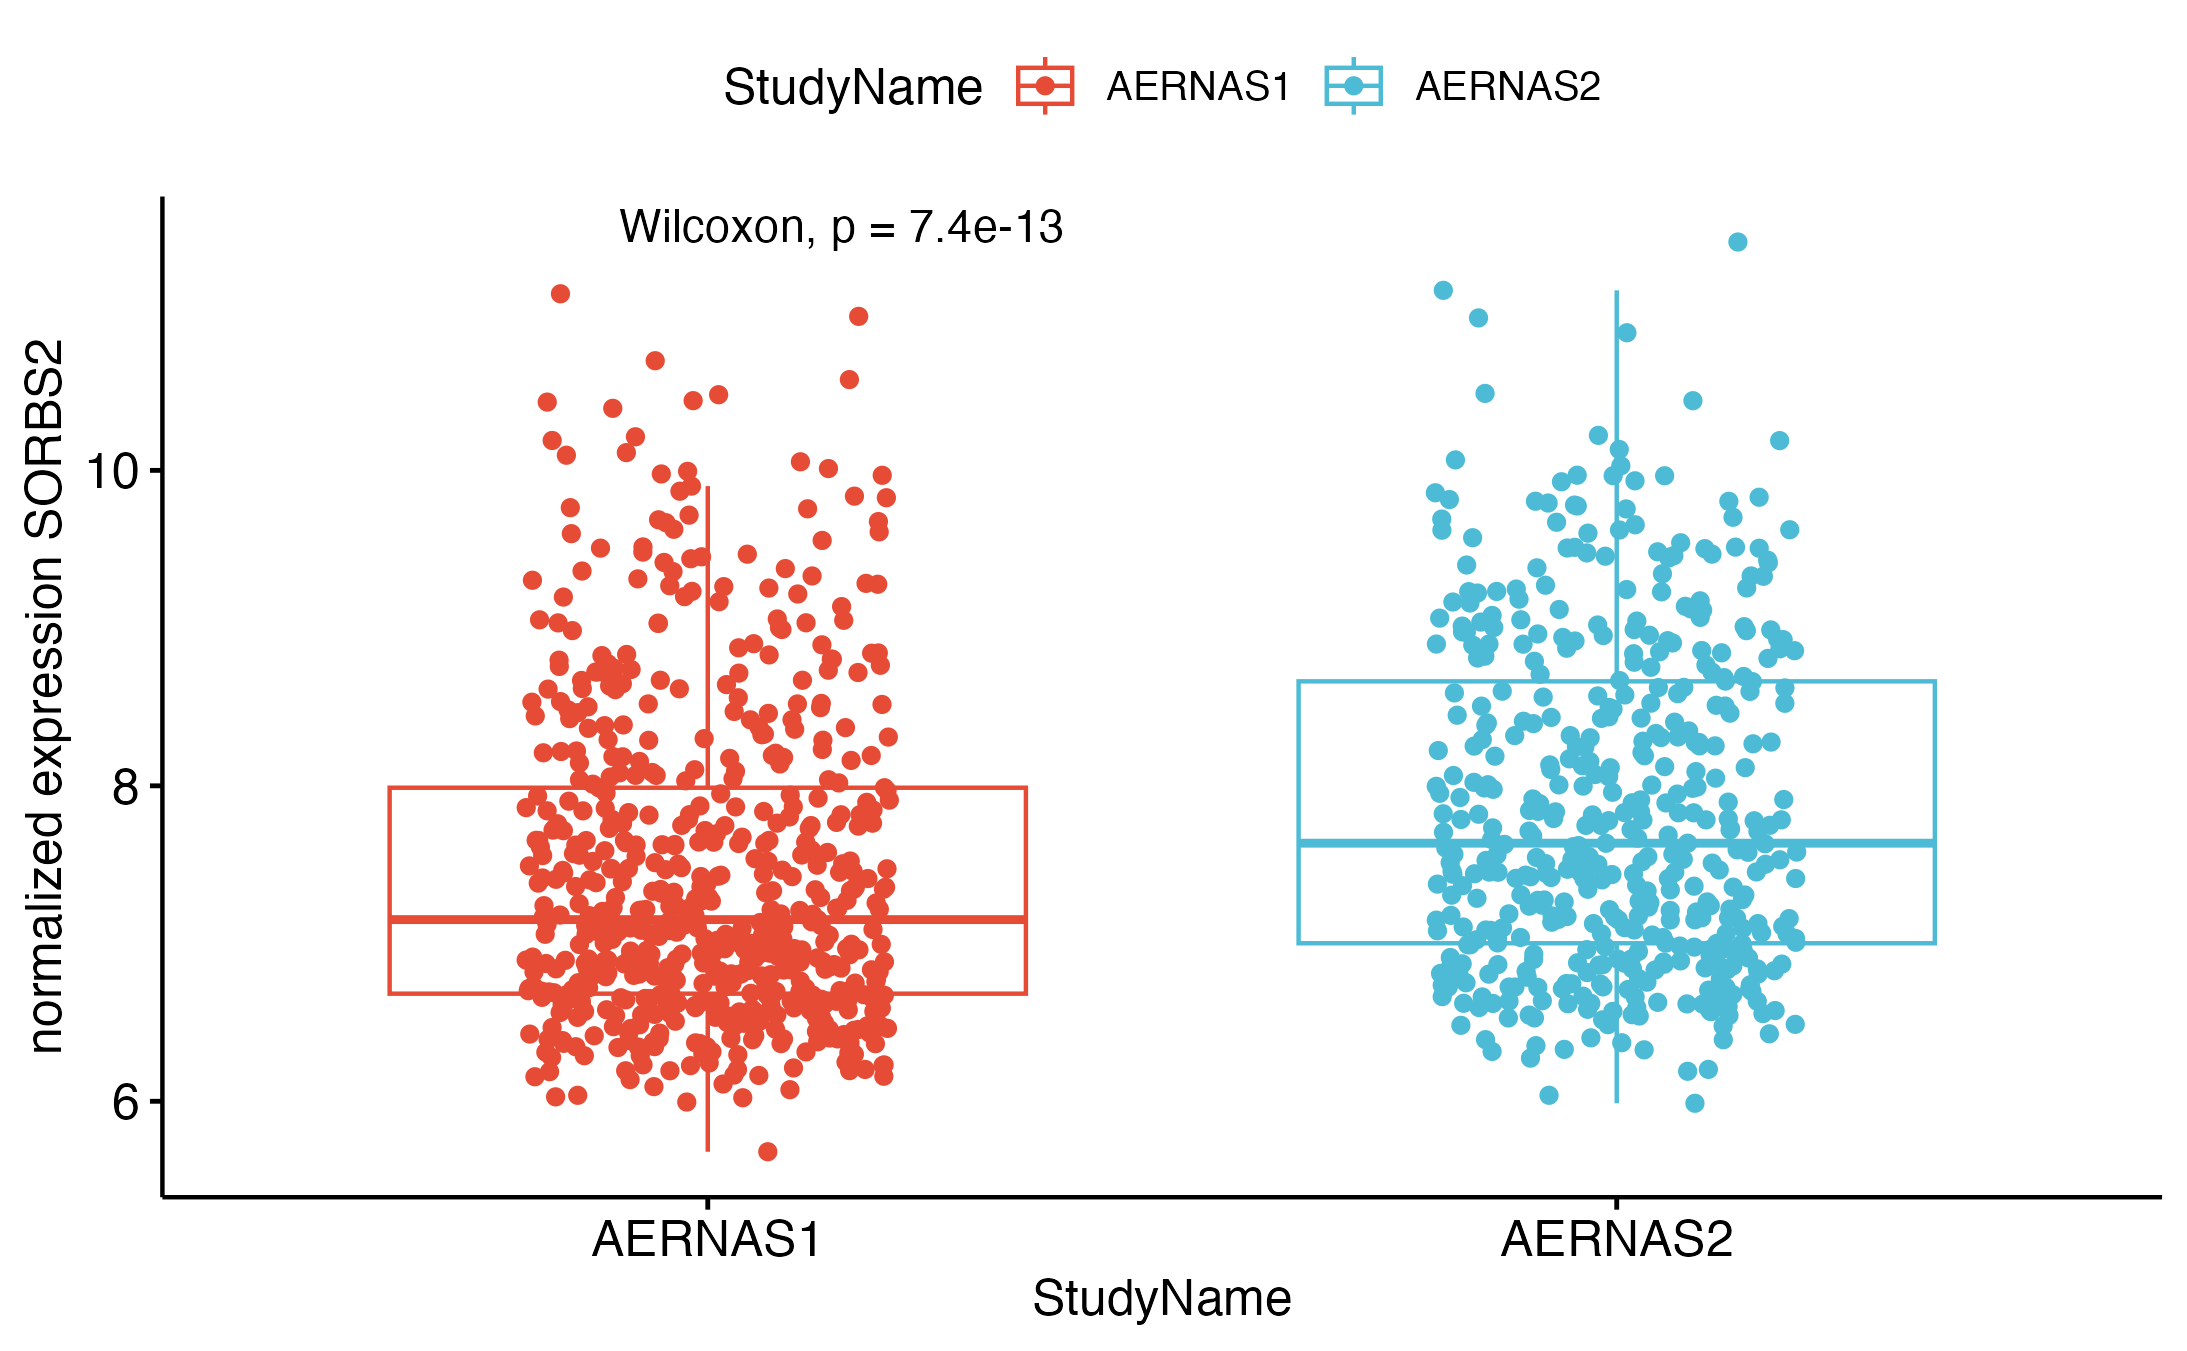 StudyName AERNAS1 AERNAS2
Wilcoxon, p = 7.4e-13
normalized expression SORBS2
10
8
6
AERNAS1 AERNAS2
StudyName